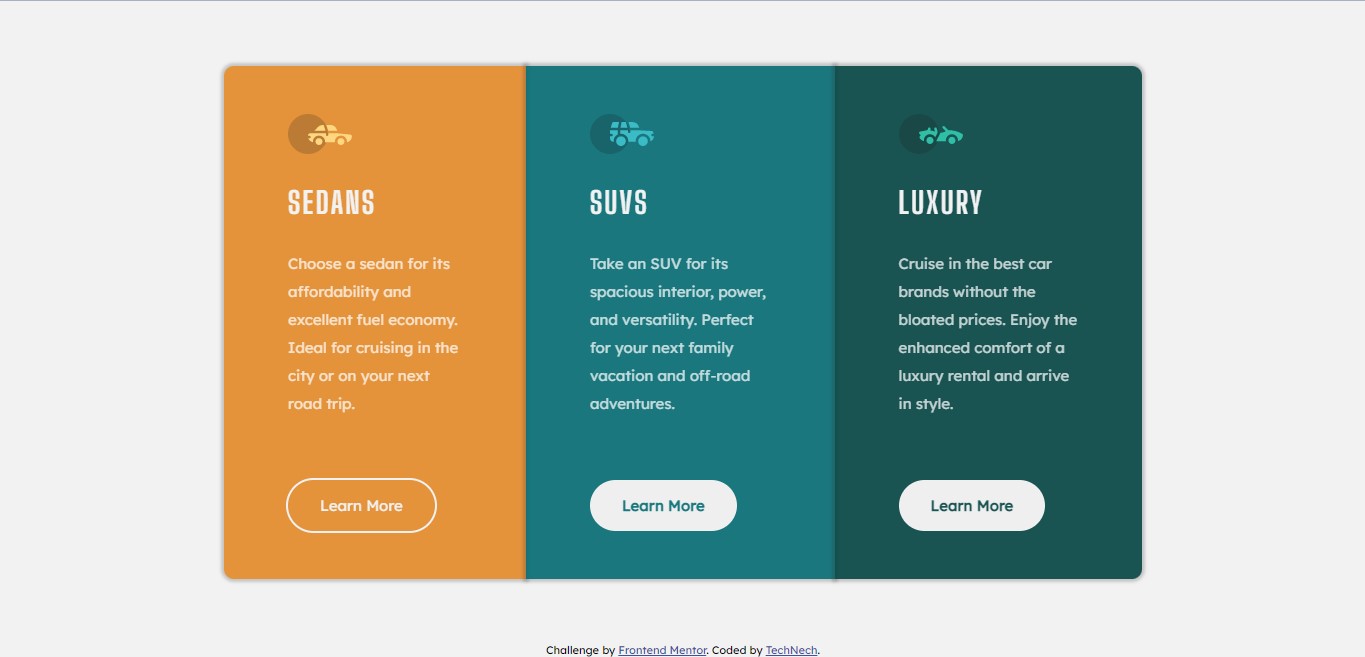 SEDANS
Choose a sedan for its
affordability and
excellent fuel economy.
Ideal for cruising in the
city or on your next
road trip.
Learn More
SUVS
Take an SUV for its
spacious interior, power,
and versatility. Perfect
for your next family
vacation and off-road
adventures.
Learn More
LUXURY
Cruise in the best car
brands without the
bloated prices. Enjoy the
enhanced comfort of a
luxury rental and arrive
in style.
Learn More
Challenge by Frontend Mentor. Coded by TechNech.